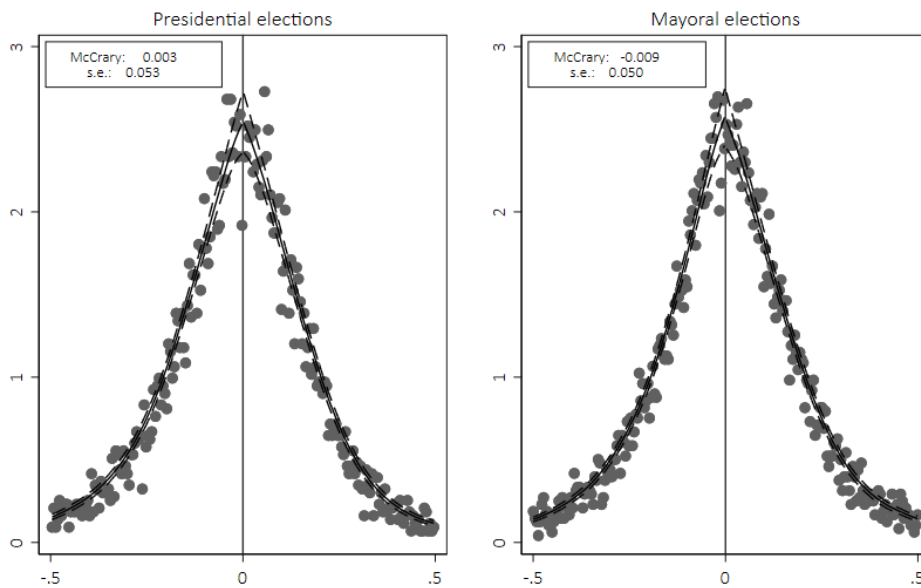 Presidential elections
McCrary: 0.003
s.e.: 0.053
3
2
1
0
-.5 0 .5
Mayoral elections
McCrary: -0.009
s.e.: 0.050
3
2
1
0
-.5 0 .5